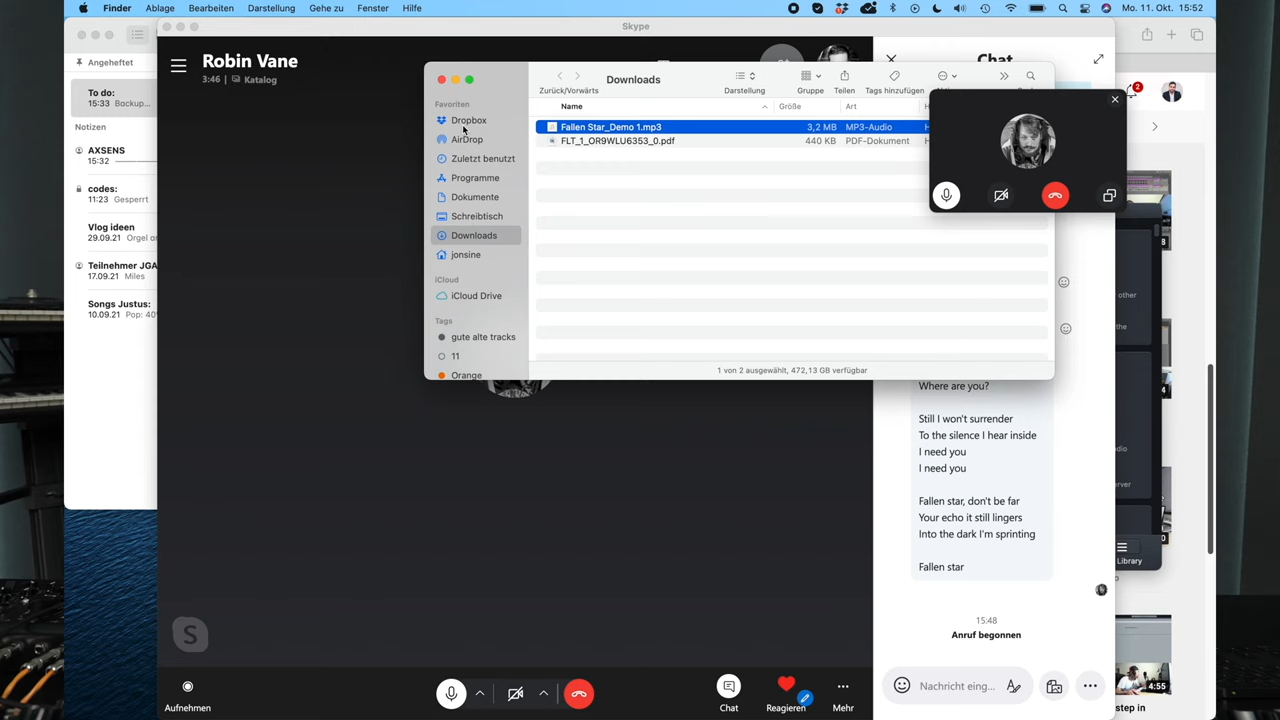 Finder Ablage Bearbeiten Darstellung Gehe zu Fenster Hilfe
Mo. 11. Okt. 15:52
Skype
Angeheftet
To do:
15:33 Backup...
Notizen
AXSENS
15:32
codes:
11:23 Gesperrt
Vlog ideen
29.09.21 Orgel
Teilnehmer JGA
17.09.21 Miles
Songs Justus:
10.09.21 Pop: 40
Robin Vane
3:46 | Katalog
Downloads
Zurück/Vorwärts Darstellung Gruppe Teilen Tags hinzufügen
Favoriten
Dropbox
AirDrop
Zuletzt benutzt
Programme
Dokumente
Schreibtisch
Downloads
jonsine
iCloud
iCloud Drive
Tags
gute alte tracks
11
Orange
Name Größe Art H
Fallen Star_Demo 1.mp3 3,2 MB MP3-Audio H
FLT_1_OR9WLU6353_0.pdf 440 KB PDF-Dokument H
1 von 2 ausgewählt, 472,13 GB verfügbar
Chat
Where are you?
Still I won't surrender
To the silence I hear inside
I need you
I need you
Fallen star, don't be far
Your echo it still lingers
Into the dark I'm sprinting
Fallen star
15:48
Anruf begonnen
Nachricht eing...
S
Aufnehmen
Chat
Reagieren
Mehr
2
8
other
the
4
dio
erver
0
Library
4:55
step in